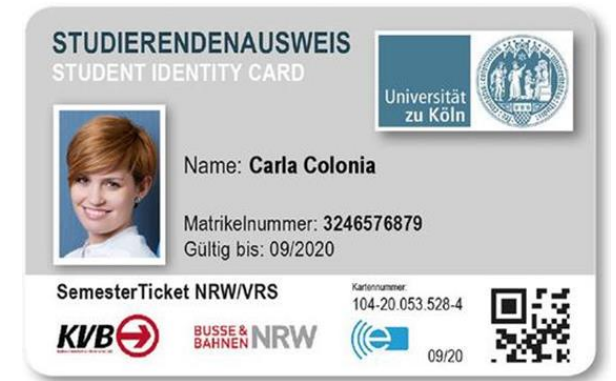 STUDIERENDENAUSWEIS
STUDENT IDENTITY CARD
Universität
zu Köln
Name: Carla Colonia
Matrikelnummer: 3246576879
Gültig bis: 09/2020
SemesterTicket NRW/VRS
Kartennummer:
104-20.053.528-4
KVB
BUSSE &
BAHNEN NRW
e
09/20